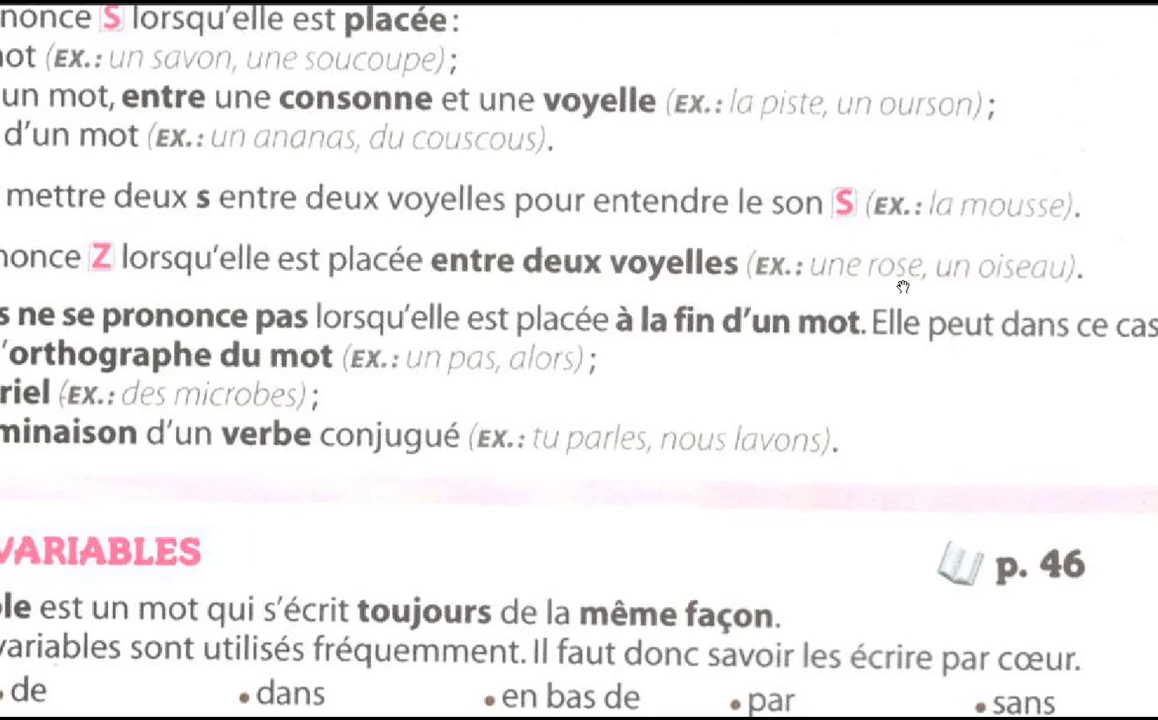 nonce S lorsqu'elle est placée :
ot (EX.: un savon, une soucoupe) ;
un mot, entre une consonne et une voyelle (EX.: la piste, un ourson) ;
d'un mot (EX.: un ananas, du couscous).
mettre deux s entre deux voyelles pour entendre le son S (EX.: la mousse).
nonce Z lorsqu'elle est placée entre deux voyelles (EX.: une rose, un oiseau).
s ne se prononce pas lorsqu'elle est placée à la fin d'un mot. Elle peut dans ce cas
'orthographe du mot (EX.: un pas, alors) ;
riel (EX.: des microbes) ;
minaison d'un verbe conjugué (EX.: tu parles, nous lavons).
VARIABLES p. 46
le est un mot qui s'écrit toujours de la même façon.
variables sont utilisés fréquemment. Il faut donc savoir les écrire par cœur.
• de • dans • en bas de • par • sans